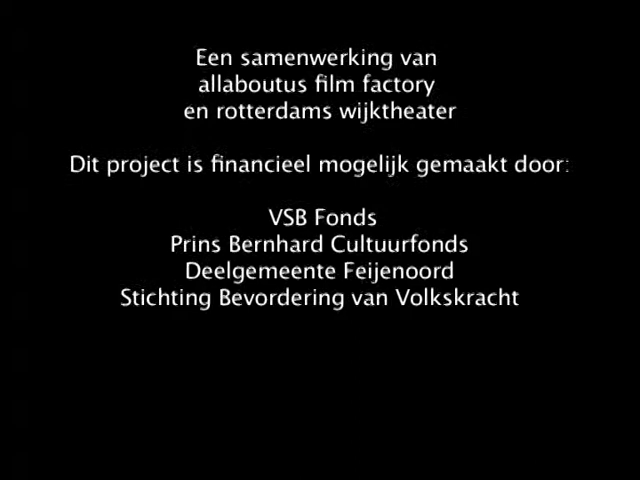 Een samenwerking van
allaboutus film factory
en rotterdams wijktheater
Dit project is financieel mogelijk gemaakt door:
VSB Fonds
Prins Bernhard Cultuurfonds
Deelgemeente Feijenoord
Stichting Bevordering van Volkskracht